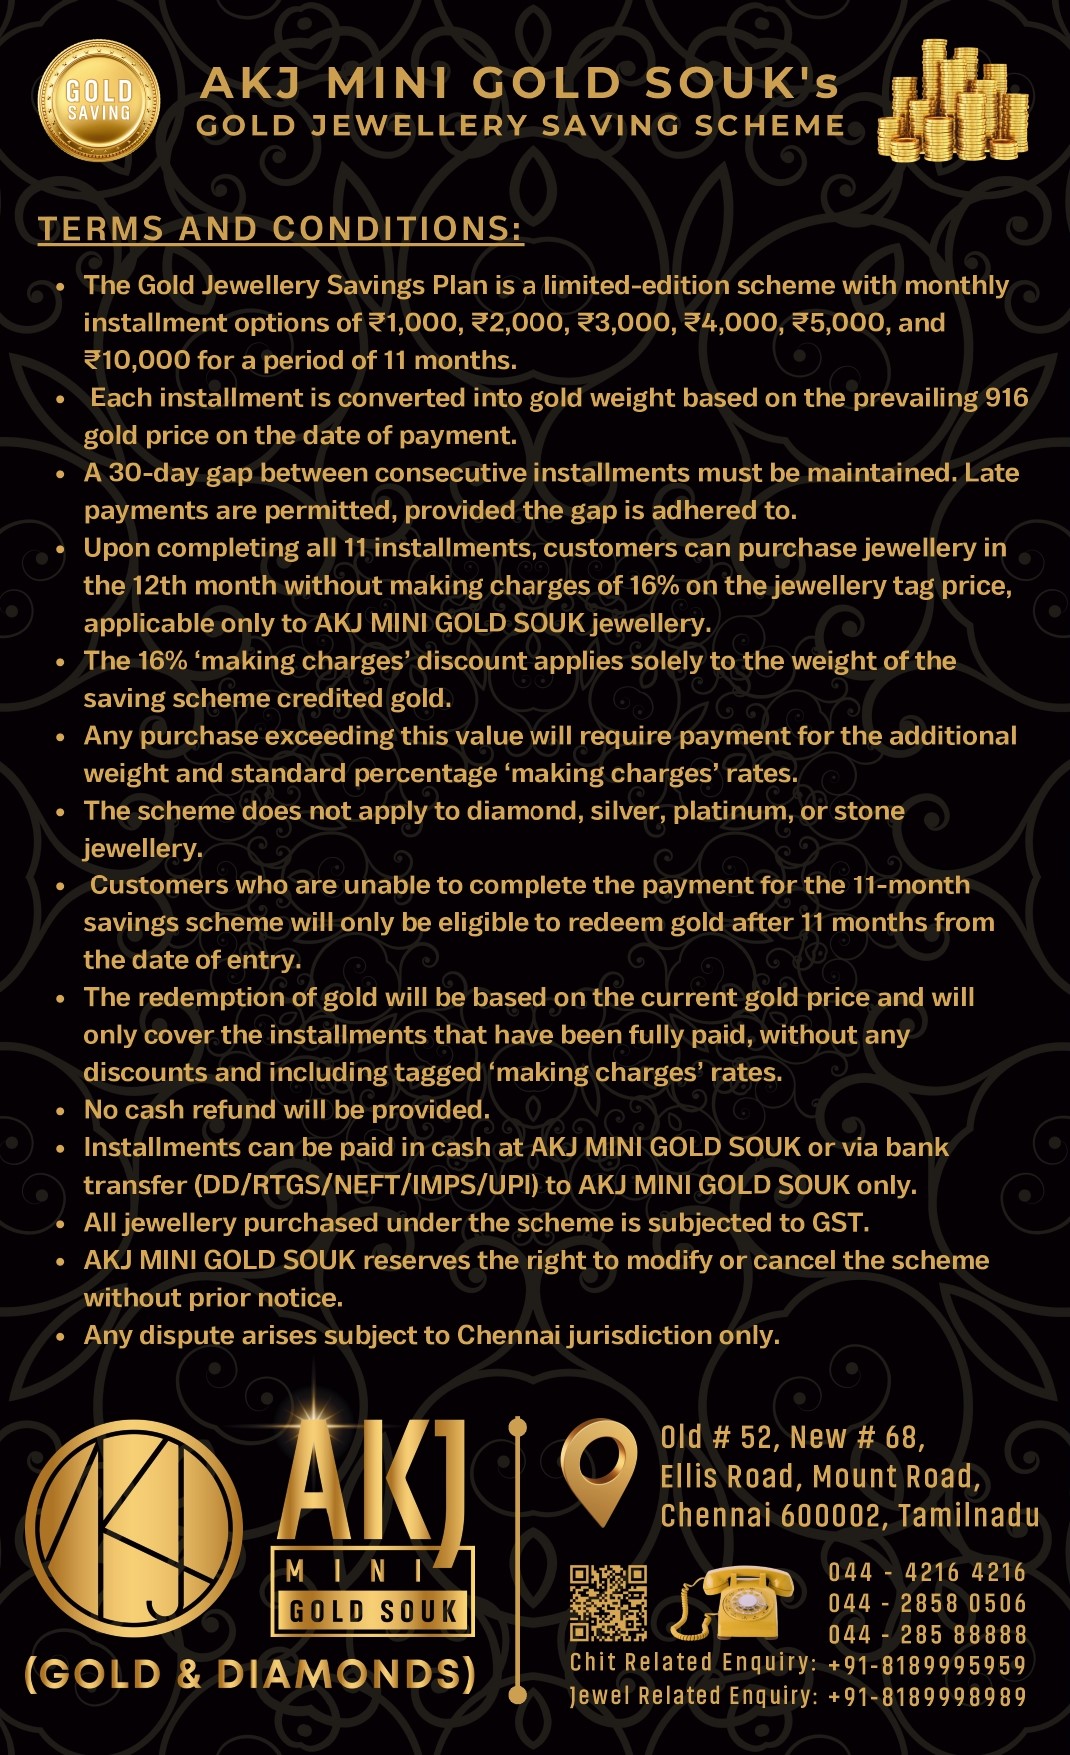 GOLD
SAVING
AKJ MINI GOLD SOUK's
GOLD JEWELLERY SAVING SCHEME
TERMS AND CONDITIONS:
• The Gold Jewellery Savings Plan is a limited-edition scheme with monthly
installment options of ₹1,000, ₹2,000, ₹3,000, ₹4,000, ₹5,000, and
₹10,000 for a period of 11 months.
• Each installment is converted into gold weight based on the prevailing 916
gold price on the date of payment.
• A 30-day gap between consecutive installments must be maintained. Late
payments are permitted, provided the gap is adhered to.
• Upon completing all 11 installments, customers can purchase jewellery in
the 12th month without making charges of 16% on the jewellery tag price,
applicable only to AKJ MINI GOLD SOUK jewellery.
• The 16% ‘making charges’ discount applies solely to the weight of the
saving scheme credited gold.
• Any purchase exceeding this value will require payment for the additional
weight and standard percentage ‘making charges’ rates.
• The scheme does not apply to diamond, silver, platinum, or stone
jewellery.
• Customers who are unable to complete the payment for the 11-month
savings scheme will only be eligible to redeem gold after 11 months from
the date of entry.
• The redemption of gold will be based on the current gold price and will
only cover the installments that have been fully paid, without any
discounts and including tagged ‘making charges’ rates.
• No cash refund will be provided.
• Installments can be paid in cash at AKJ MINI GOLD SOUK or via bank
transfer (DD/RTGS/NEFT/IMPS/UPI) to AKJ MINI GOLD SOUK only.
• All jewellery purchased under the scheme is subjected to GST.
• AKJ MINI GOLD SOUK reserves the right to modify or cancel the scheme
without prior notice.
• Any dispute arises subject to Chennai jurisdiction only.
AKJ
AKJ
MINI
GOLD SOUK
(GOLD & DIAMONDS)
Old # 52, New # 68,
Ellis Road, Mount Road,
Chennai 600002, Tamilnadu
044 - 4216 4216
044 - 2858 0506
044 - 285 88888
Chit Related Enquiry: +91-8189995959
Jewel Related Enquiry: +91-8189998989